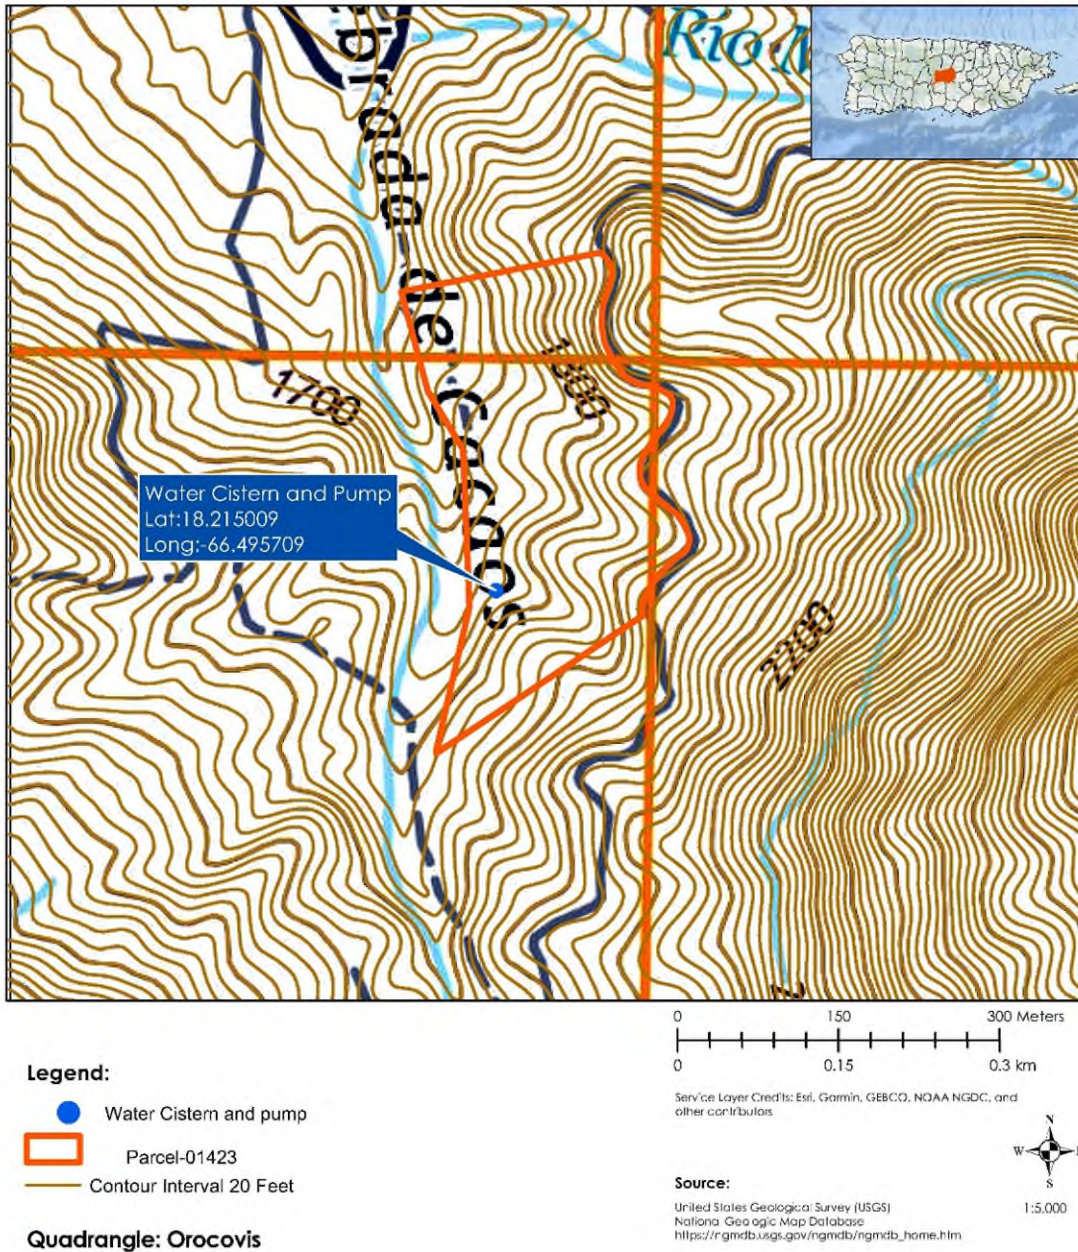 Río
Quebrada de Cacaos
1700
1800
2200
Water Cistern and Pump
Lat:18.215009
Long:-66.495709
0 150 300 Meters
0 0.15 0.3 km
Legend:
Water Cistern and pump
Parcel-01423
Contour Interval 20 Feet
Quadrangle: Orocovis
Service Layer Credits: Esri, Garmin, GEBCO, NOAA NGDC, and
other contributors
N
W
S
Source:
United States Geological Survey (USGS)
National Geologic Map Database
https://ngmdb.usgs.gov/ngmdb/ngmdb_home.htm
1:5,000